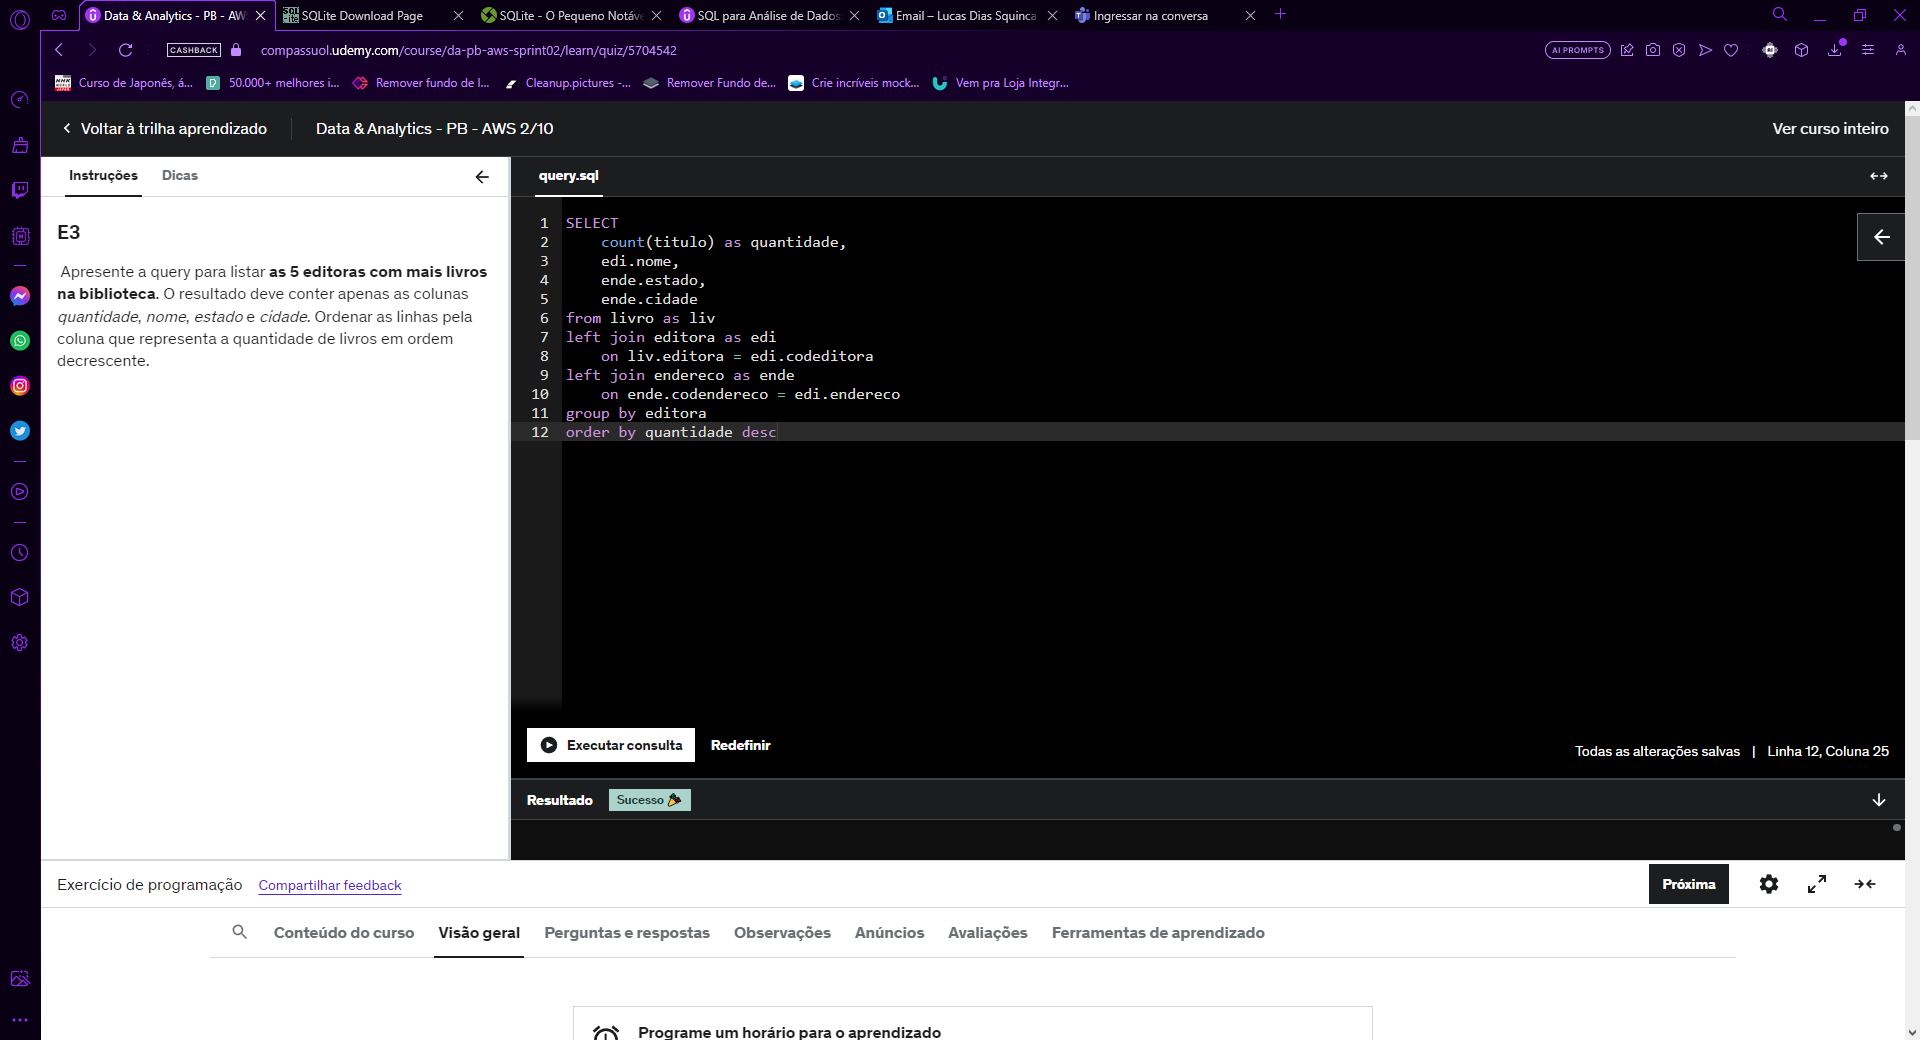 Data & Analytics - PB - AW
SQLite Download Page
SQLite - O Pequeno Notáv
SQL para Análise de Dados
Email – Lucas Dias Squinca
Ingressar na conversa
CASHBACK
compassuol.udemy.com/course/da-pb-aws-sprint02/learn/quiz/5704542
AI PROMPTS
Curso de Japonês, á...
50.000+ melhores i...
Remover fundo de I...
Cleanup.pictures -...
Remover Fundo de...
Crie incríveis mock...
Vem pra Loja Integr...
Voltar à trilha aprendizado
Data & Analytics - PB - AWS 2/10
Ver curso inteiro
Instruções
Dicas
query.sql
E3
Apresente a query para listar as 5 editoras com mais livros
na biblioteca. O resultado deve conter apenas as colunas
quantidade, nome, estado e cidade. Ordenar as linhas pela
coluna que representa a quantidade de livros em ordem
decrescente.
1 SELECT
2 count(titulo) as quantidade,
3 edi.nome,
4 ende.estado,
5 ende.cidade
6 from livro as liv
7 left join editora as edi
8 on liv.editora = edi.codeditora
9 left join endereco as ende
10 on ende.codendereco = edi.endereco
11 group by editora
12 order by quantidade desc
Executar consulta
Redefinir
Todas as alterações salvas | Linha 12, Coluna 25
Resultado
Sucesso
Exercício de programação
Compartilhar feedback
Próxima
Conteúdo do curso
Visão geral
Perguntas e respostas
Observações
Anúncios
Avaliações
Ferramentas de aprendizado
Programe um horário para o aprendizado